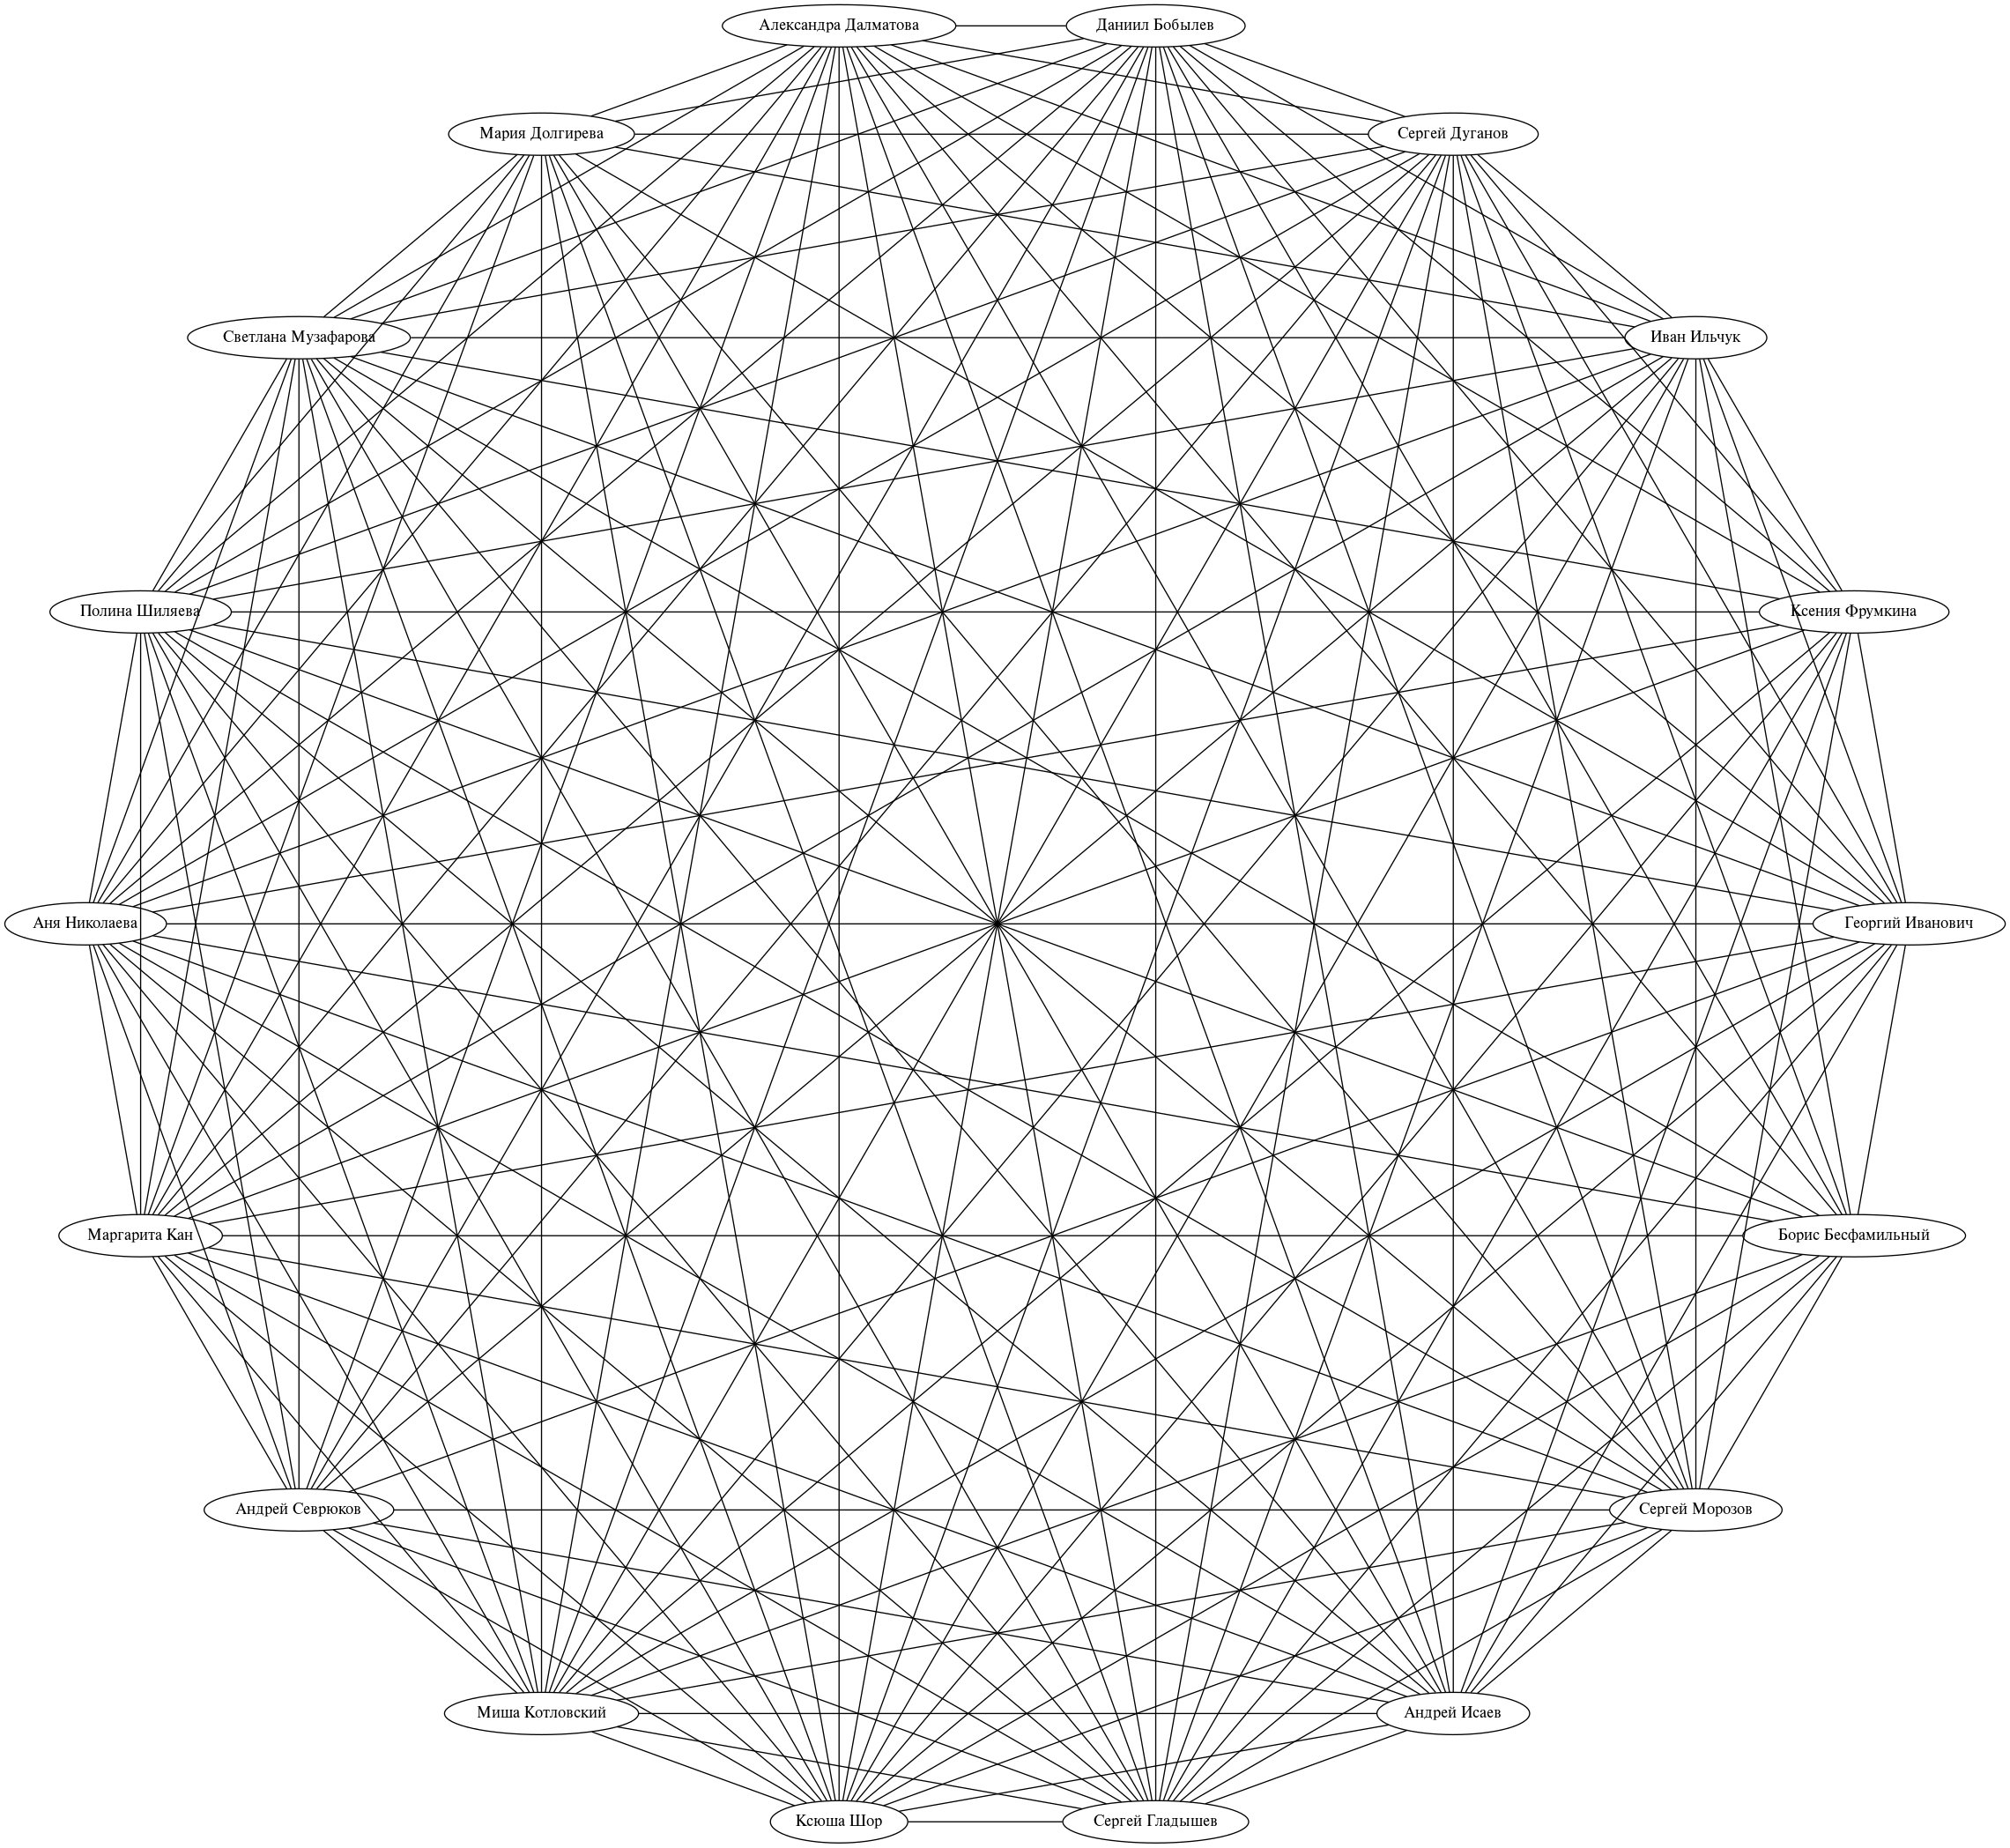 Александра Далматова
Даниил Бобылев
Мария Долгирева
Сергей Дуганов
Светлана Музафарова
Иван Ильчук
Полина Шиляева
Ксения Фрумкина
Аня Николаева
Георгий Иванович
Маргарита Кан
Борис Бесфамильный
Андрей Севрюков
Сергей Морозов
Миша Котловский
Андрей Исаев
Ксюша Шор
Сергей Гладышев